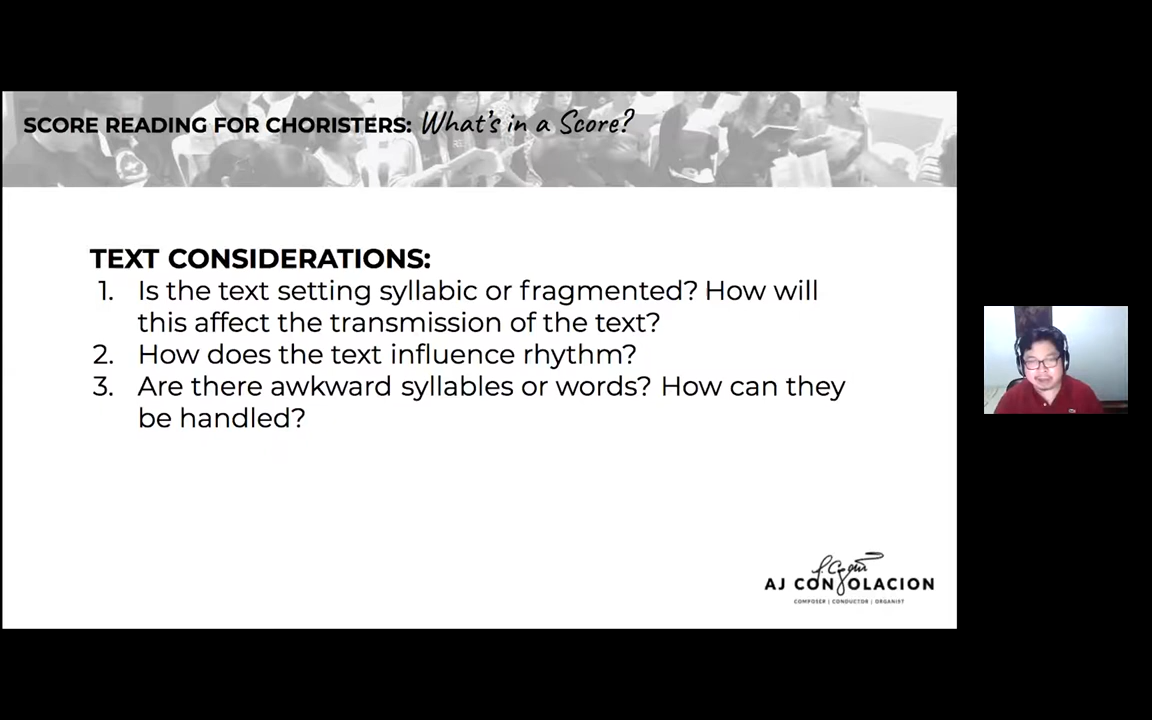 SCORE READING FOR CHORISTERS: What's in a Score?
TEXT CONSIDERATIONS:
1. Is the text setting syllabic or fragmented? How will
this affect the transmission of the text?
2. How does the text influence rhythm?
3. Are there awkward syllables or words? How can they
be handled?
AJ CONSOLACION
COMPOSER | CONDUCTOR | ORGANIST